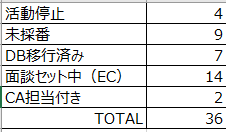 活動停止 4
未採番 9
DB移行済み 7
面談セット中（EC） 14
CA担当付き 2
TOTAL 36